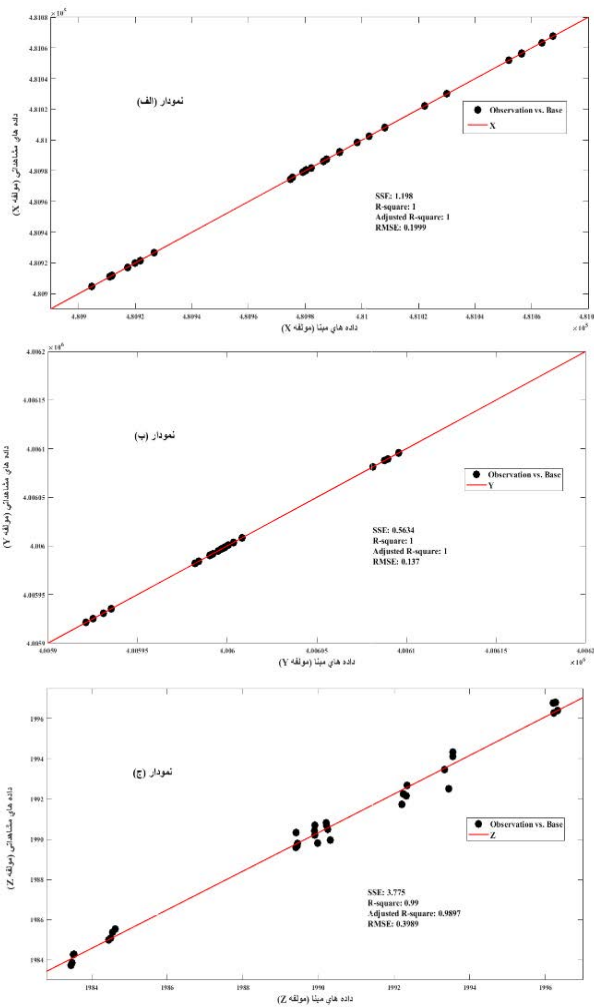 × 10⁵
4.8108
4.8106
4.8104
4.8102
4.81
4.8098
4.8096
4.8094
4.8092
4.809
نمودار (الف)
Observation vs. Base
X
SSE: 1.198
R-square: 1
Adjusted R-square: 1
RMSE: 0.1999
داده های مشاهداتی (مولفه X)
4.809 4.8092 4.8094 4.8096 4.8098 4.81 4.8102 4.8104 4.8106 4.8108
× 10⁵
داده های مبنا (مولفه X)
× 10⁶
4.0062
4.00615
4.0061
4.00605
4.006
4.00595
4.0059
نمودار (ب)
Observation vs. Base
Y
SSE: 0.5634
R-square: 1
Adjusted R-square: 1
RMSE: 0.137
داده های مشاهداتی (مولفه Y)
4.0059 4.00595 4.006 4.00605 4.0061 4.00615 4.0062
× 10⁶
داده های مبنا (مولفه Y)
1996
1994
1992
1990
1988
1986
1984
نمودار (ج)
Observation vs. Base
Z
SSE: 3.775
R-square: 0.99
Adjusted R-square: 0.9897
RMSE: 0.3989
داده های مشاهداتی (مولفه Z)
1984 1986 1988 1990 1992 1994 1996
داده های مبنا (مولفه Z)